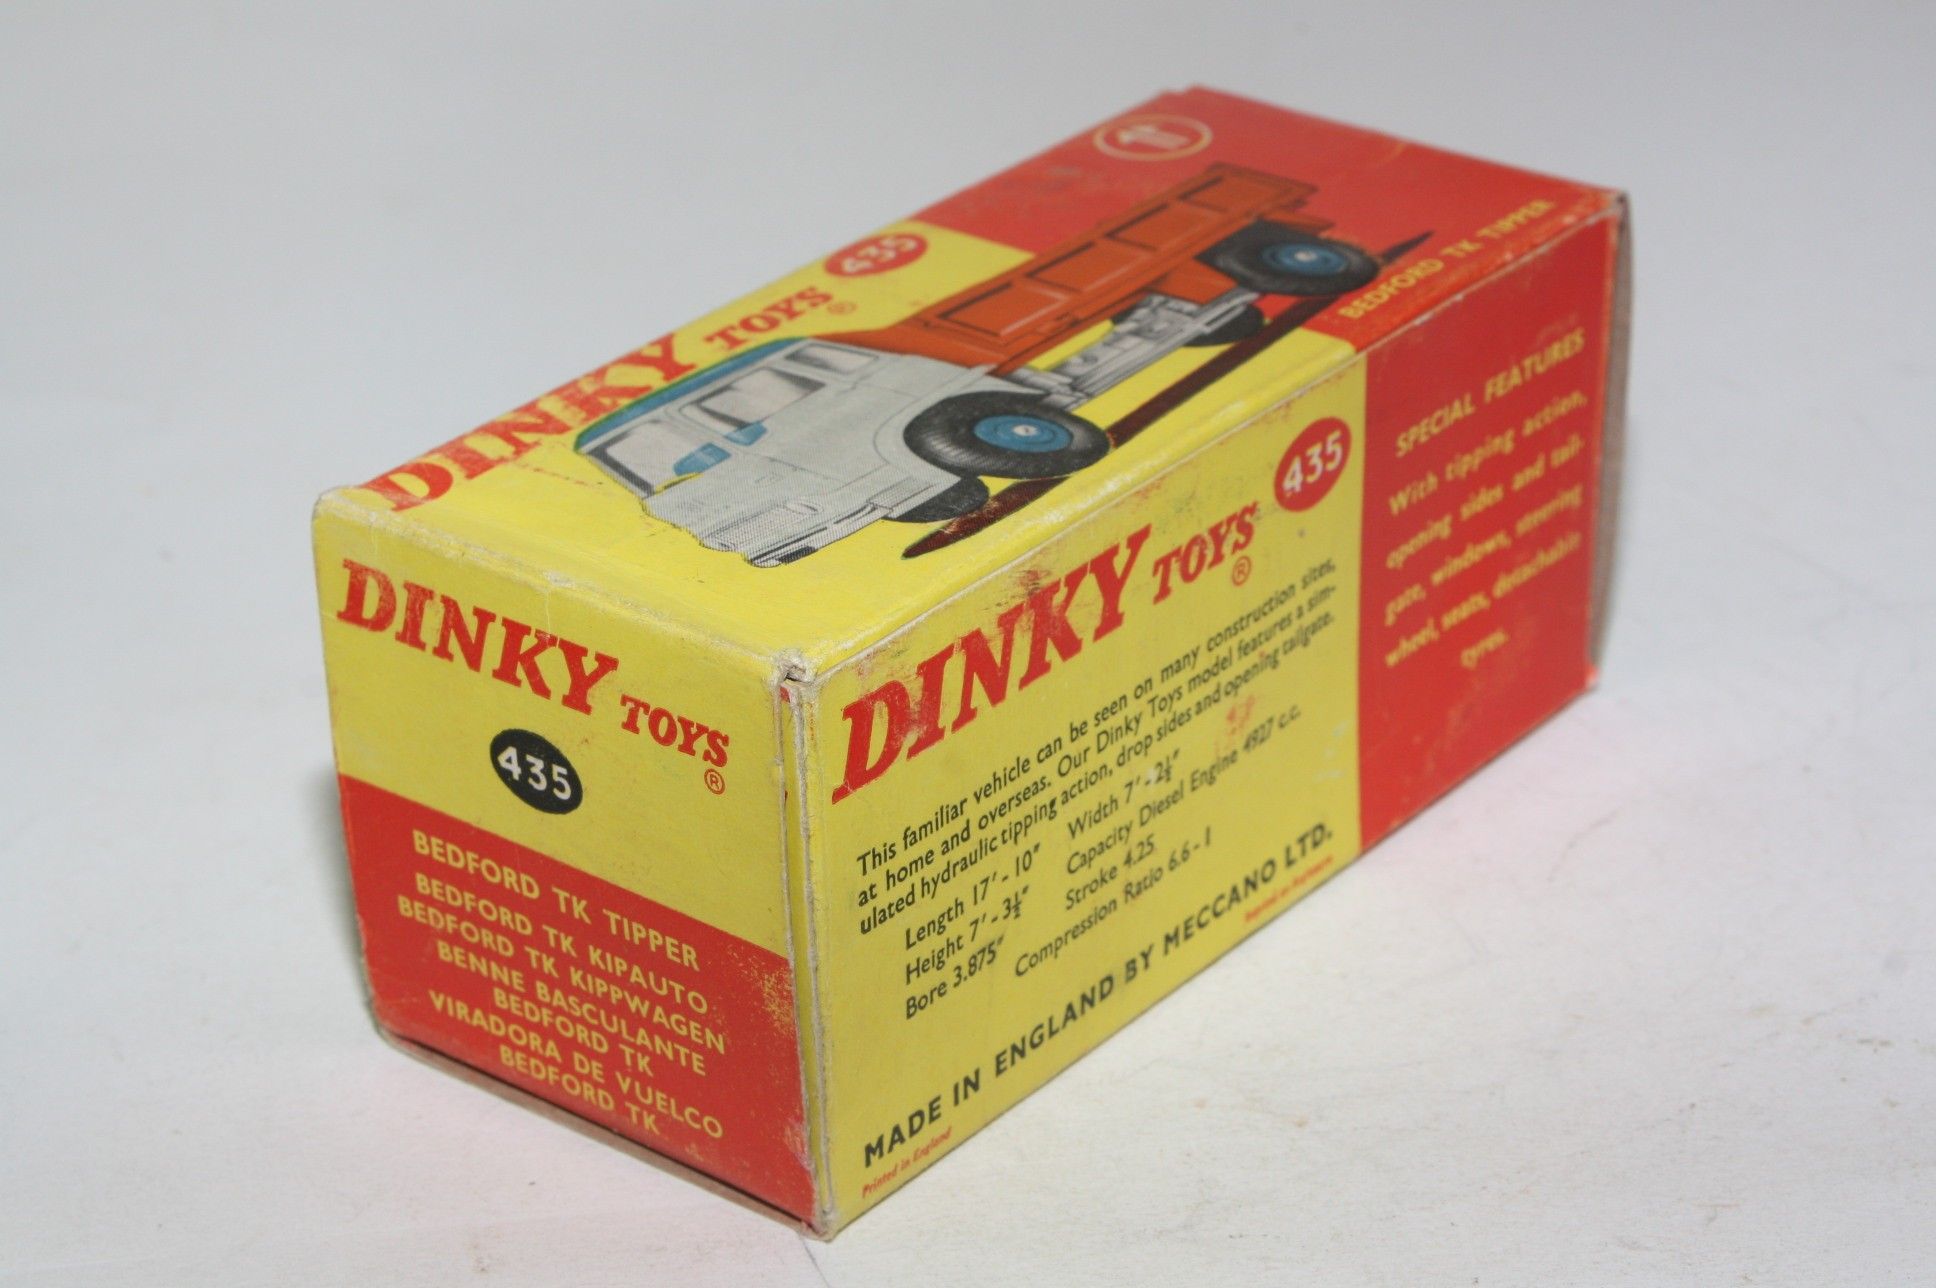 DINKY TOYS ®
435
BEDFORD TK TIPPER
DINKY TOYS ®
435
BEDFORD TK TIPPER
BEDFORD TK KIPAUTO
BEDFORD TK KIPPWAGEN
BENNE BASCULANTE
BEDFORD TK
VIRADORA DE VUELCO
BEDFORD TK
DINKY TOYS ®
435
This familiar vehicle can be seen on many construction sites,
at home and overseas. Our Dinky Toys model features a sim-
ulated hydraulic tipping action, drop sides and opening tailgate.
Length 17' - 10" Width 7' - 2½"
Height 7' - 3½" Capacity Diesel Engine 4927 c.c.
Bore 3.875" Stroke 4.25
Compression Ratio 6.6 - 1
MADE IN ENGLAND BY MECCANO LTD.
Printed in England
SPECIAL FEATURES
With tipping action,
opening sides and tail-
gate, windows, steering
wheel, seats, detachable
tyres.